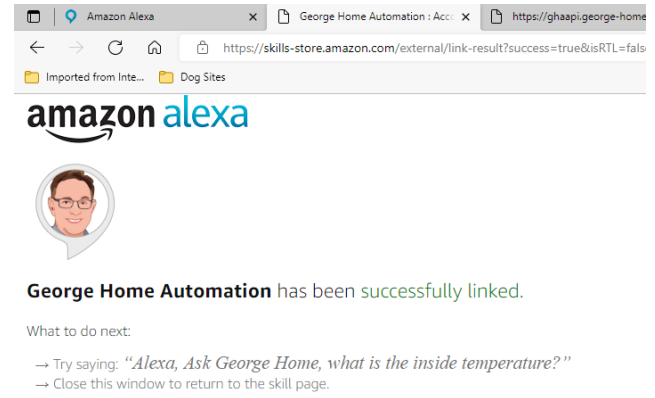 Amazon Alexa
George Home Automation : Acc
https://ghaapi.george-home
https://skills-store.amazon.com/external/link-result?success=true&isRTL=fals
Imported from Inte...
Dog Sites
amazon alexa
George Home Automation has been successfully linked.
What to do next:
→ Try saying: “Alexa, Ask George Home, what is the inside temperature?”
→ Close this window to return to the skill page.